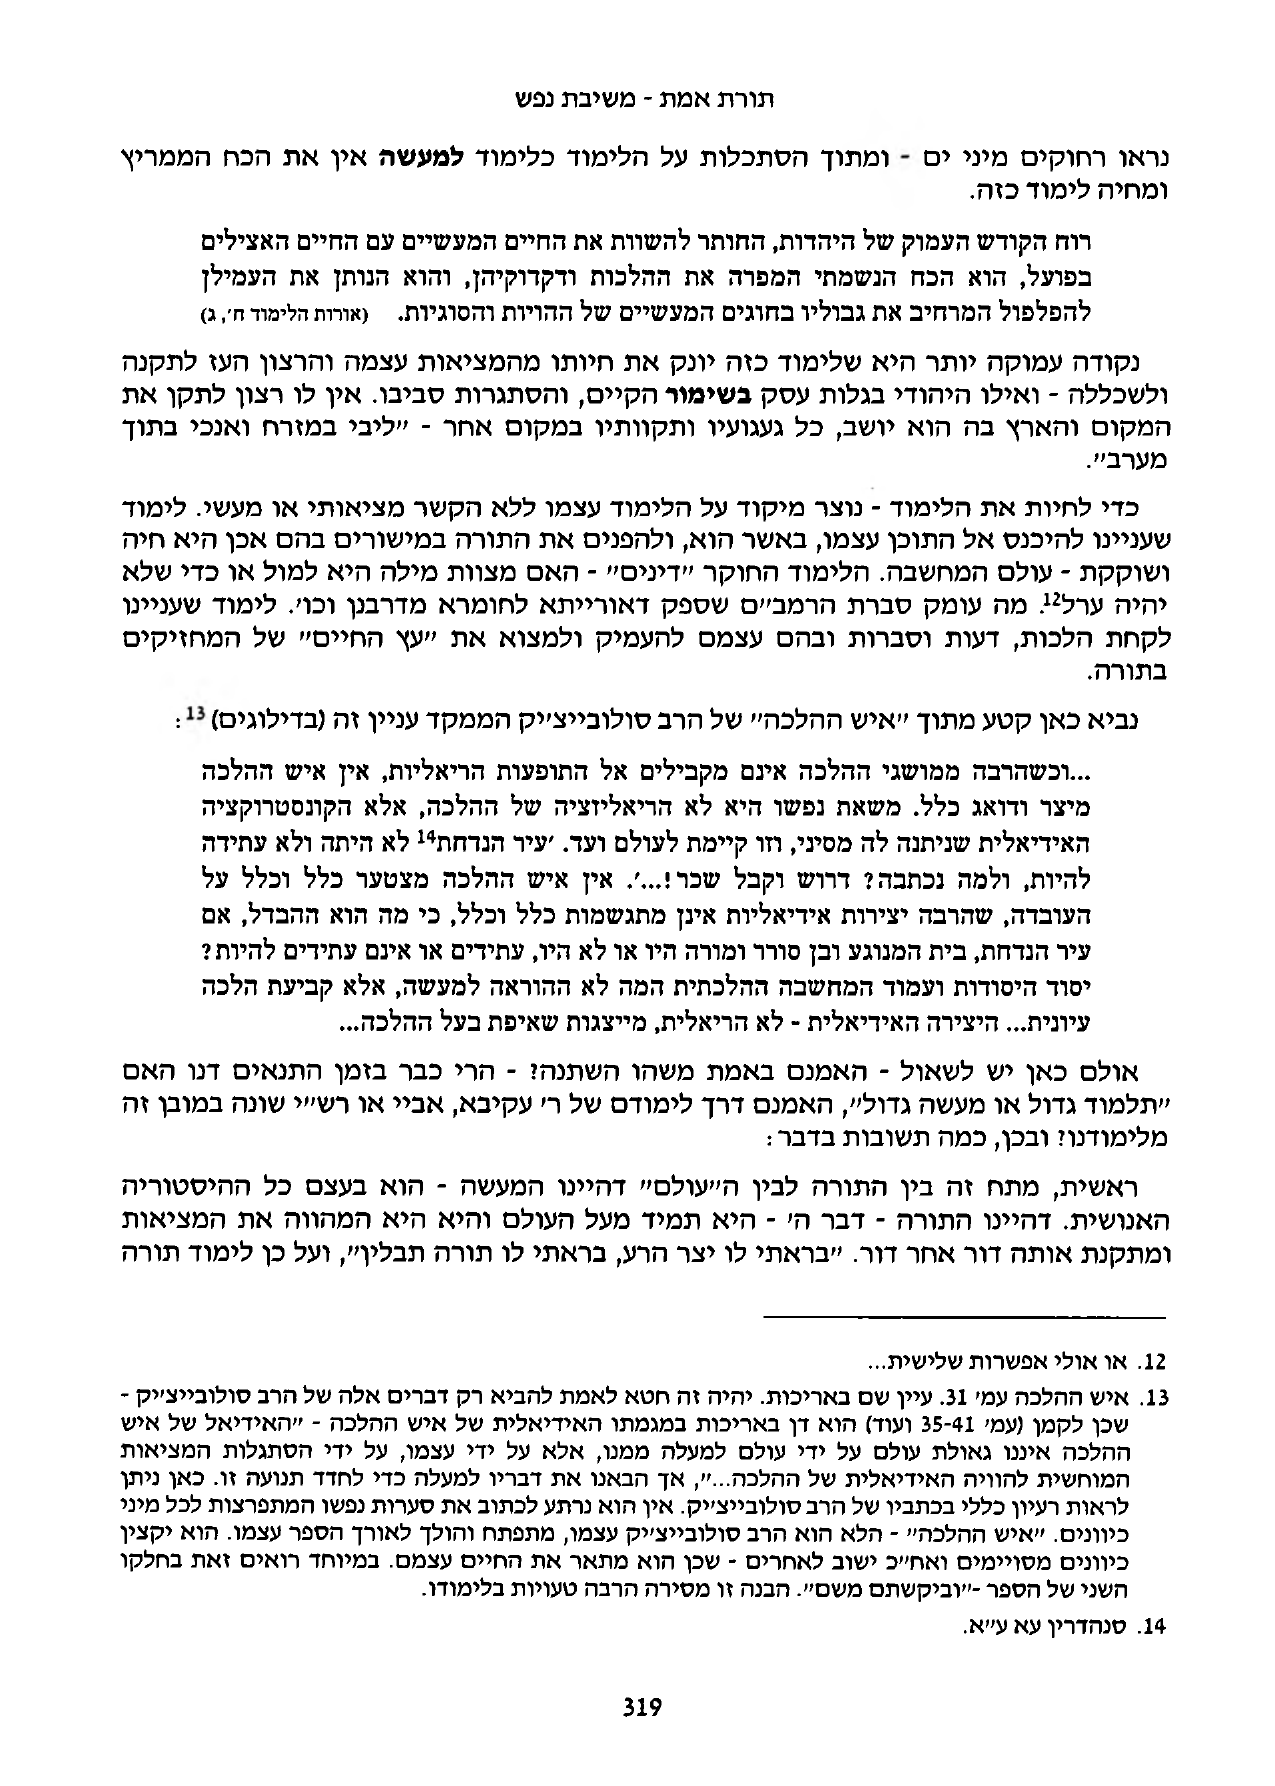 תורת אמת - משיבת נפש
נראו רחוקים מיני ים - ומתוך הסתכלות על הלימוד כלימוד למעשה אין את הכח הממריץ
ומחיה לימוד כזה.
רוח הקודש העמוק של היהדות, החותר להשוות את החיים המעשיים עם החיים האצילים
בפועל, הוא הכח הנשמתי המפרה את ההלכות ודקדוקיהן, והוא הנותן את העמילן
להפלפול המרחיב את גבוליו בחוגים המעשיים של ההויות והסוגיות. (אורות הלימוד ח', ג)
נקודה עמוקה יותר היא שלימוד כזה יונק את חיותו מהמציאות עצמה והרצון העז לתקנה
ולשכללה - ואילו היהודי בגלות עסק בשימור הקיים, והסתגרות סביבו. אין לו רצון לתקן את
המקום והארץ בה הוא יושב, כל געגועיו ותקוותיו במקום אחר - "ליבי במזרח ואנכי בתוך
מערב".
כדי לחיות את הלימוד - נוצר מיקוד על הלימוד עצמו ללא הקשר מציאותי או מעשי. לימוד
שעניינו להיכנס אל התוכן עצמו, באשר הוא, ולהפנים את התורה במישורים בהם אכן היא חיה
ושוקקת - עולם המחשבה. הלימוד החוקר "דינים" - האם מצוות מילה היא למול או כדי שלא
יהיה ערל12. מה עומק סברת הרמב"ם שספק דאורייתא לחומרא מדרבנן וכו'. לימוד שעניינו
לקחת הלכות, דעות וסברות ובהם עצמם להעמיק ולמצוא את "עץ החיים" של המחזיקים
בתורה.
נביא כאן קטע מתוך "איש ההלכה" של הרב סולובייצ'יק הממקד עניין זה (בדילוגים)13:
...וכשהרבה ממושגי ההלכה אינם מקבילים אל התופעות הריאליות, אין איש ההלכה
מיצר ודואג כלל. משאת נפשו היא לא הריאליזציה של ההלכה, אלא הקונסטרוקציה
האידיאלית שניתנה לה מסיני, וזו קיימת לעולם ועד. 'עיר הנדחת14 לא היתה ולא עתידה
להיות, ולמה נכתבה? דרוש וקבל שכר!...'. אין איש ההלכה מצטער כלל וכלל על
העובדה, שהרבה יצירות אידיאליות אינן מתגשמות כלל וכלל, כי מה הוא ההבדל, אם
עיר הנדחת, בית המנוגע ובן סורר ומורה היו או לא היו, עתידים או אינם עתידים להיות?
יסוד היסודות ועמוד המחשבה ההלכתית המה לא ההוראה למעשה, אלא קביעת הלכה
עיונית... היצירה האידיאלית - לא הריאלית, מייצגות שאיפת בעל ההלכה...
אולם כאן יש לשאול - האמנם באמת משהו השתנה? - הרי כבר בזמן התנאים דנו האם
"תלמוד גדול או מעשה גדול", האמנם דרך לימודם של ר' עקיבא, אביי או רש"י שונה במובן זה
מלימודנו? ובכן, כמה תשובות בדבר:
ראשית, מתח זה בין התורה לבין ה"עולם" דהיינו המעשה - הוא בעצם כל ההיסטוריה
האנושית. דהיינו התורה - דבר ה' - היא תמיד מעל העולם והיא היא המהווה את המציאות
ומתקנת אותה דור אחר דור. "בראתי לו יצר הרע, בראתי לו תורה תבלין", ועל כן לימוד תורה
12. או אולי אפשרות שלישית...
13. איש ההלכה עמ' 31. עיין שם באריכות. יהיה זה חטא לאמת להביא רק דברים אלה של הרב סולובייצ'יק -
שכן לקמן (עמ' 35-41 ועוד) הוא דן באריכות במגמתו האידיאלית של איש ההלכה - "האידיאל של איש
ההלכה איננו גאולת עולם על ידי עולם למעלה ממנו, אלא על ידי עצמו, על ידי הסתגלות המציאות
המוחשית להוויה האידיאלית של ההלכה...", אך הבאנו את דבריו למעלה כדי לחדד תנועה זו. כאן ניתן
לראות רעיון כללי בכתביו של הרב סולובייצ'יק. אין הוא נרתע לכתוב את סערות נפשו המתפרצות לכל מיני
כיוונים. "איש ההלכה" - הלא הוא הרב סולובייצ'יק עצמו, מתפתח והולך לאורך הספר עצמו. הוא יקצין
כיוונים מסויימים ואח"כ ישוב לאחרים - שכן הוא מתאר את החיים עצמם. במיוחד רואים זאת בחלקו
השני של הספר -"וביקשתם משם". הבנה זו מסירה הרבה טעויות בלימודו.
14. סנהדרין עא ע"א.
319